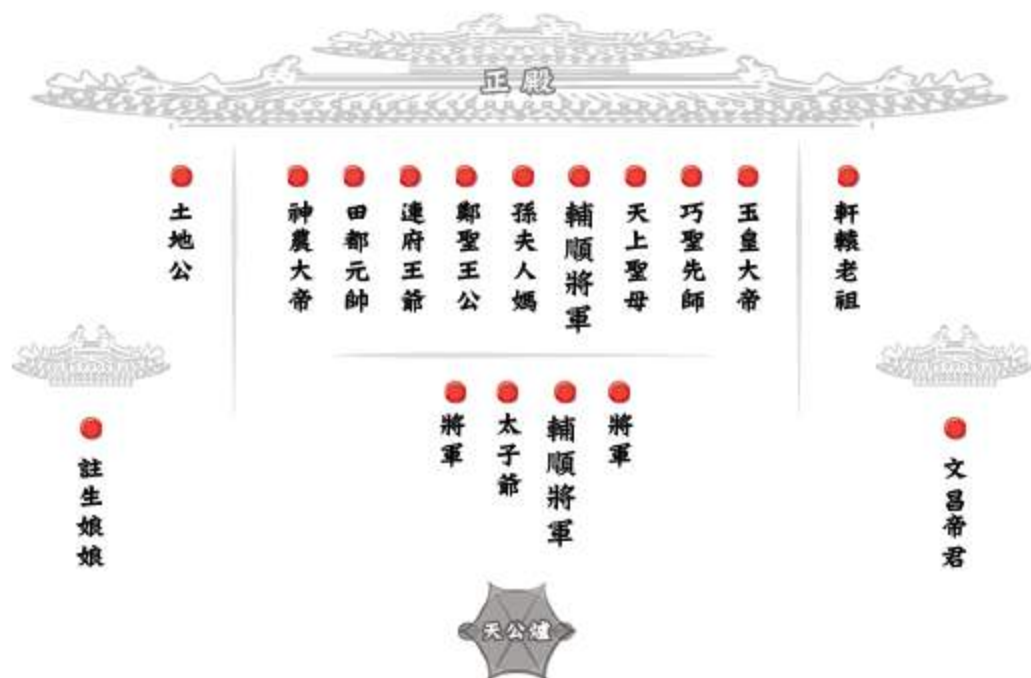 正殿
土地公
神農大帝
田都元帥
連府王爺
鄭聖王公
孫夫人媽
輔順將軍
天上聖母
巧聖先師
玉皇大帝
軒轅老祖
將軍
太子爺
輔順將軍
將軍
註生娘娘
文昌帝君
天公爐